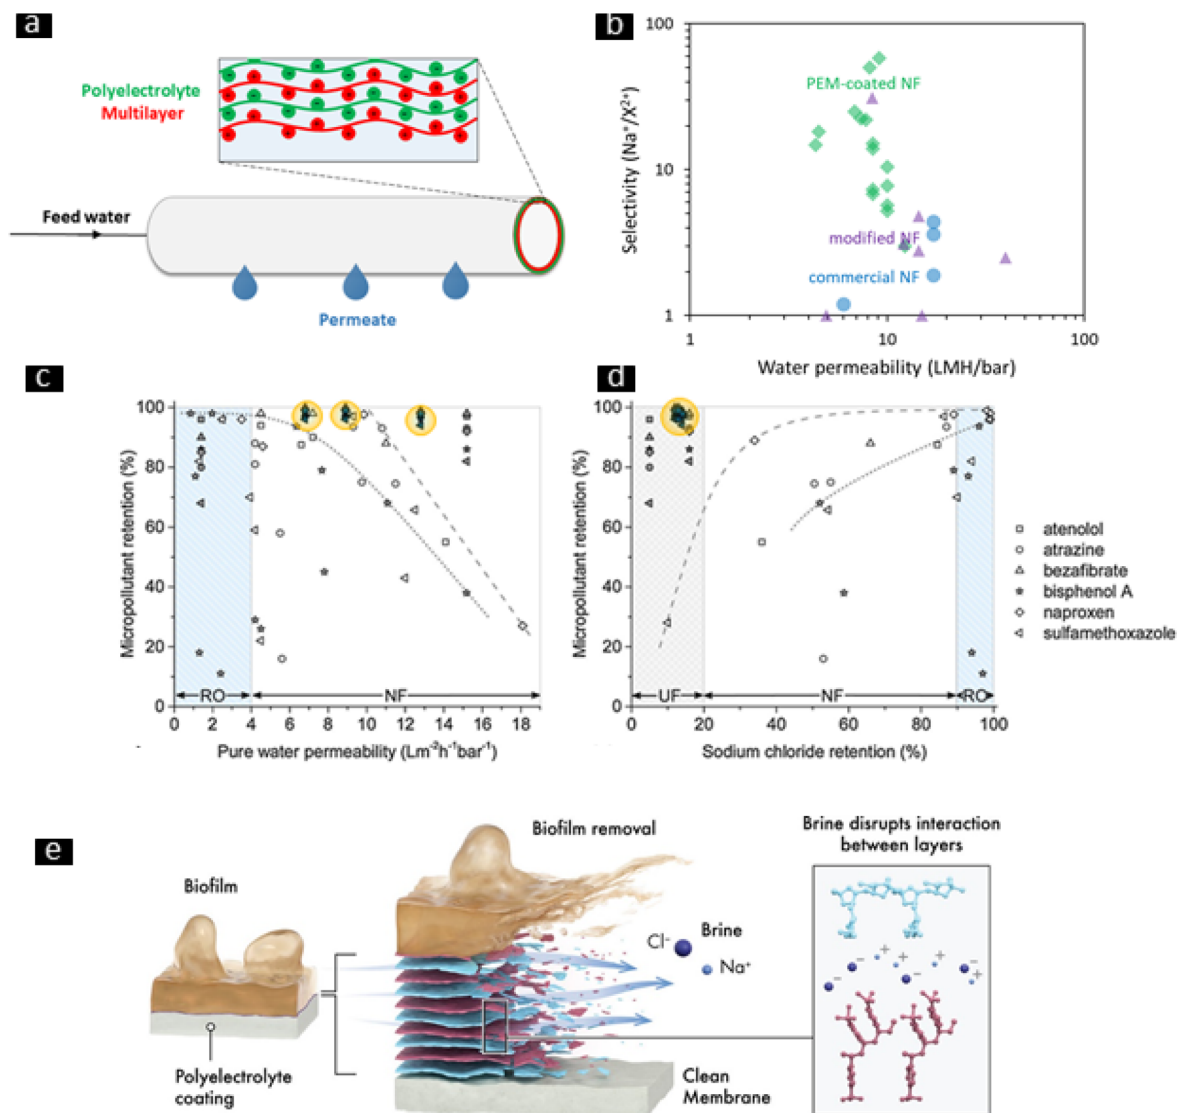 a
Polyelectrolyte
Multilayer
Feed water
Permeate
b
100
10
1
Selectivity (Na⁺/X²⁺)
PEM-coated NF
modified NF
commercial NF
1
10
100
Water permeability (LMH/bar)
c
100
80
60
40
20
0
Micropollutant retention (%)
RO
NF
0 2 4 6 8 10 12 14 16 18
Pure water permeability (Lm⁻²h⁻¹bar⁻¹)
d
100
80
60
40
20
0
Micropollutant retention (%)
UF
NF
RO
0 20 40 60 80 100
Sodium chloride retention (%)
atenolol
atrazine
bezafibrate
bisphenol A
naproxen
sulfamethoxazole
e
Biofilm
Polyelectrolyte
coating
Biofilm removal
Cl⁻
Brine
Na⁺
Clean
Membrane
Brine disrupts interaction
between layers